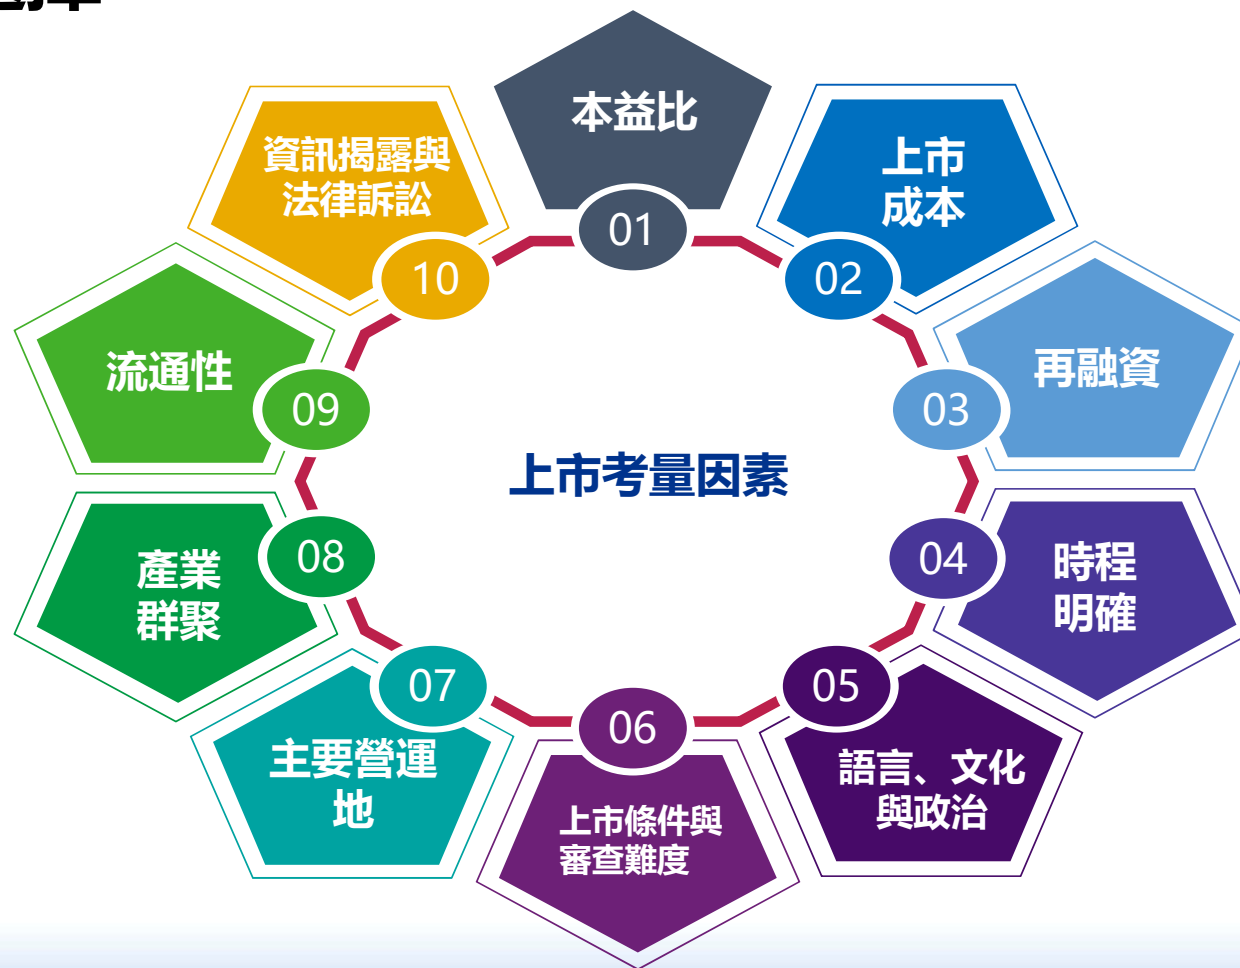 本益比
01
上市
成本
02
再融資
03
時程
明確
04
語言、文化
與政治
05
上市條件與
審查難度
06
主要營運
地
07
產業
群聚
08
流通性
09
資訊揭露與
法律訴訟
10
上市考量因素